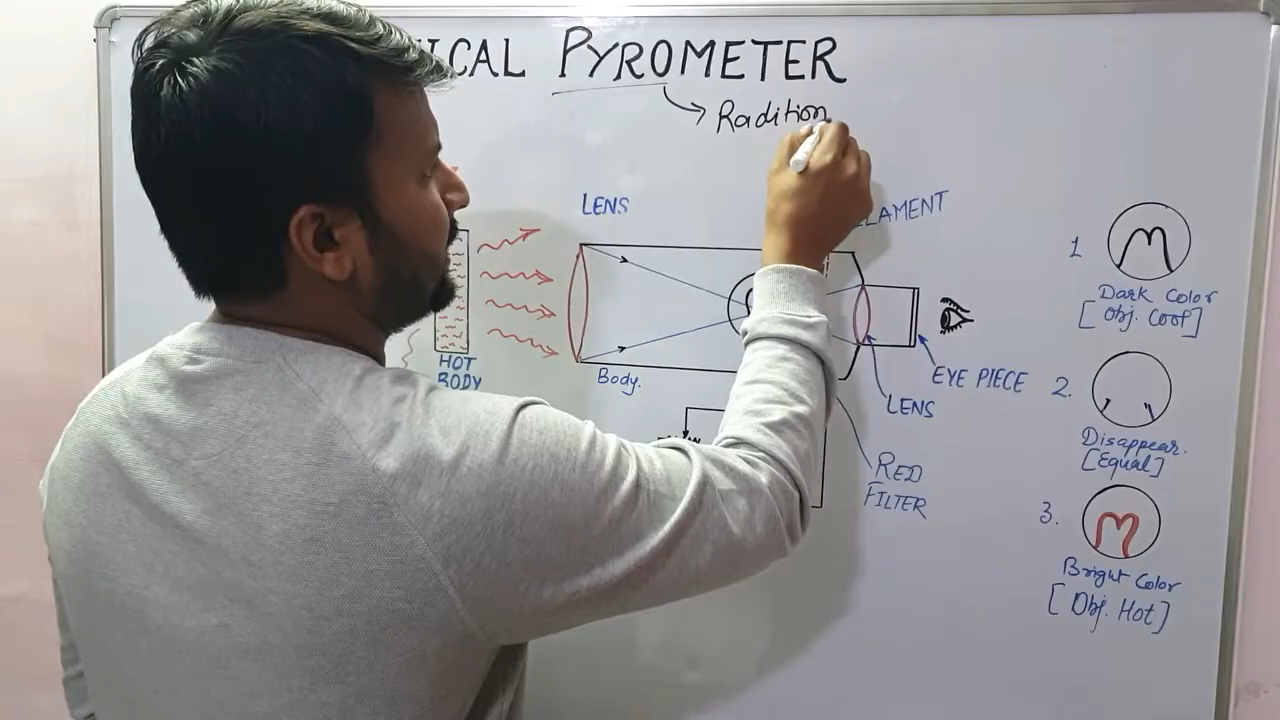 ICAL PYROMETER
Radition
LENS
LAMENT
HOT
BODY
Body.
LENS
EYE PIECE
RED
FILTER
1
Dark Color
[Obj. Cool]
2.
Disappear.
[Equal]
3.
Bright Color
[Obj. Hot]